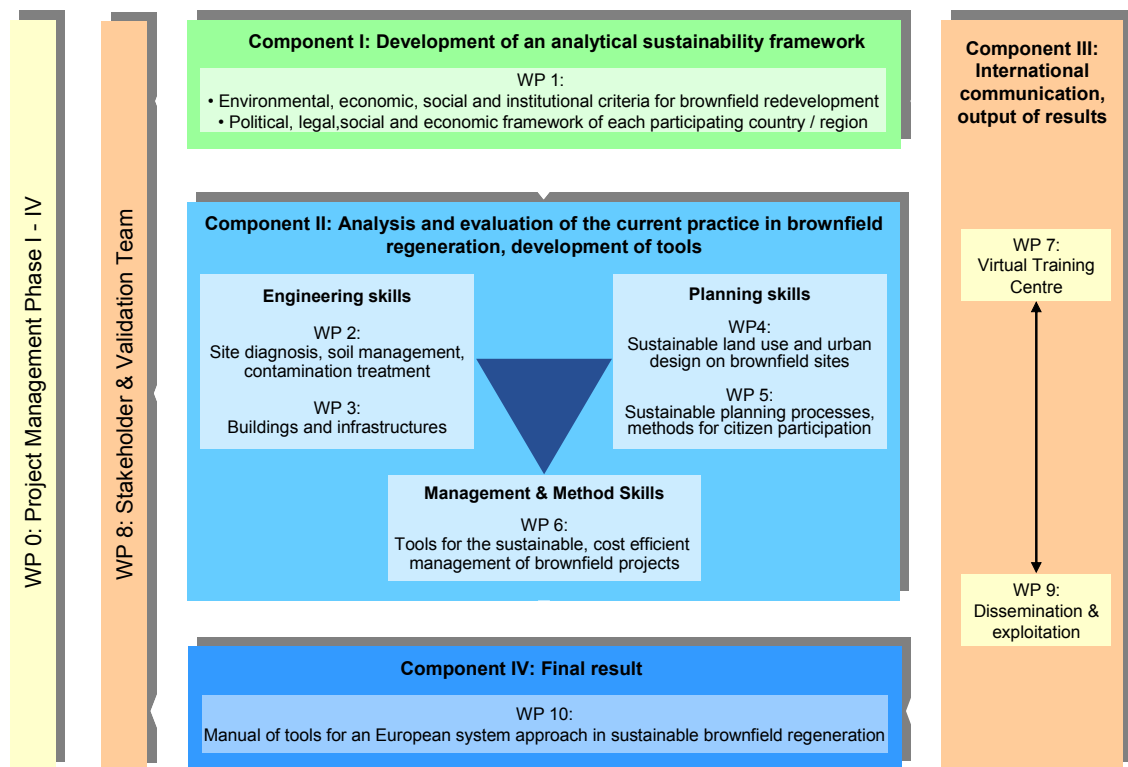 WP 0: Project Management Phase I - IV
WP 8: Stakeholder & Validation Team
Component I: Development of an analytical sustainability framework
WP 1:
• Environmental, economic, social and institutional criteria for brownfield redevelopment
• Political, legal,social and economic framework of each participating country / region
Component II: Analysis and evaluation of the current practice in brownfield
regeneration, development of tools
Engineering skills
WP 2:
Site diagnosis, soil management,
contamination treatment
WP 3:
Buildings and infrastructures
Planning skills
WP4:
Sustainable land use and urban
design on brownfield sites
WP 5:
Sustainable planning processes,
methods for citizen participation
Management & Method Skills
WP 6:
Tools for the sustainable, cost efficient
management of brownfield projects
Component IV: Final result
WP 10:
Manual of tools for an European system approach in sustainable brownfield regeneration
Component III:
International
communication,
output of results
WP 7:
Virtual Training
Centre
WP 9:
Dissemination &
exploitation